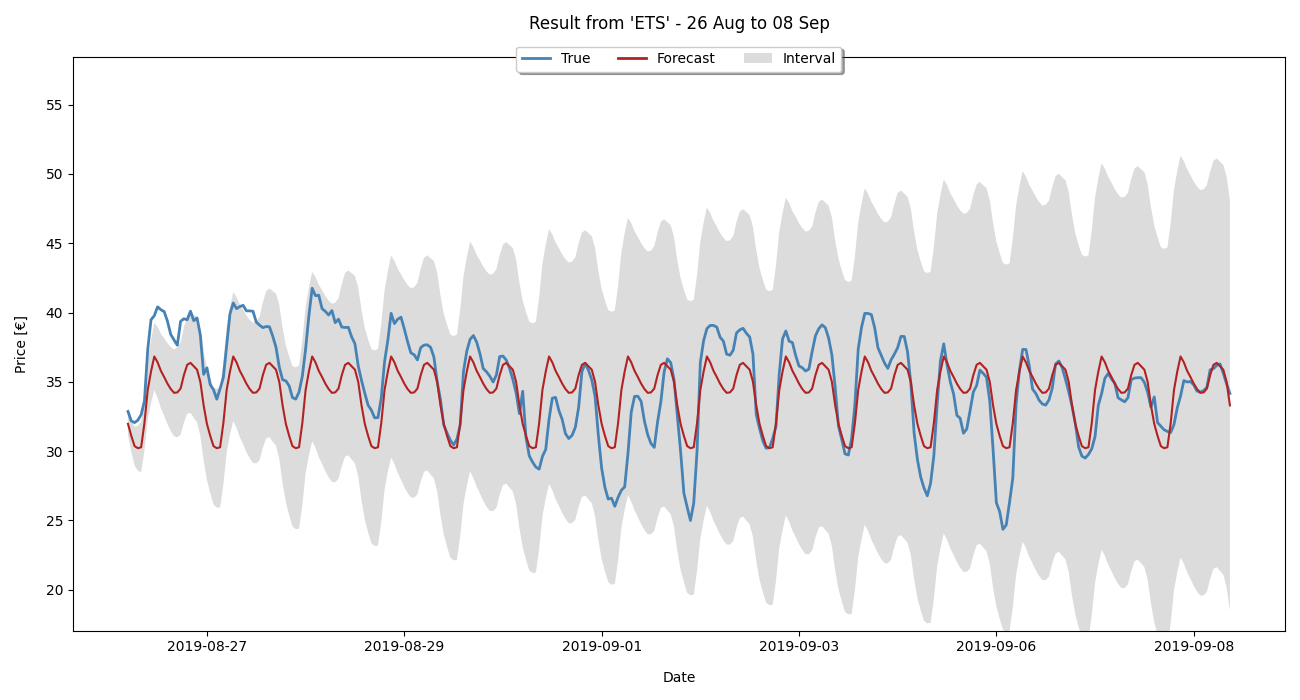 Result from 'ETS' - 26 Aug to 08 Sep
True Forecast Interval
55
50
45
40
35
30
25
20
Price [€]
2019-08-27 2019-08-29 2019-09-01 2019-09-03 2019-09-06 2019-09-08
Date